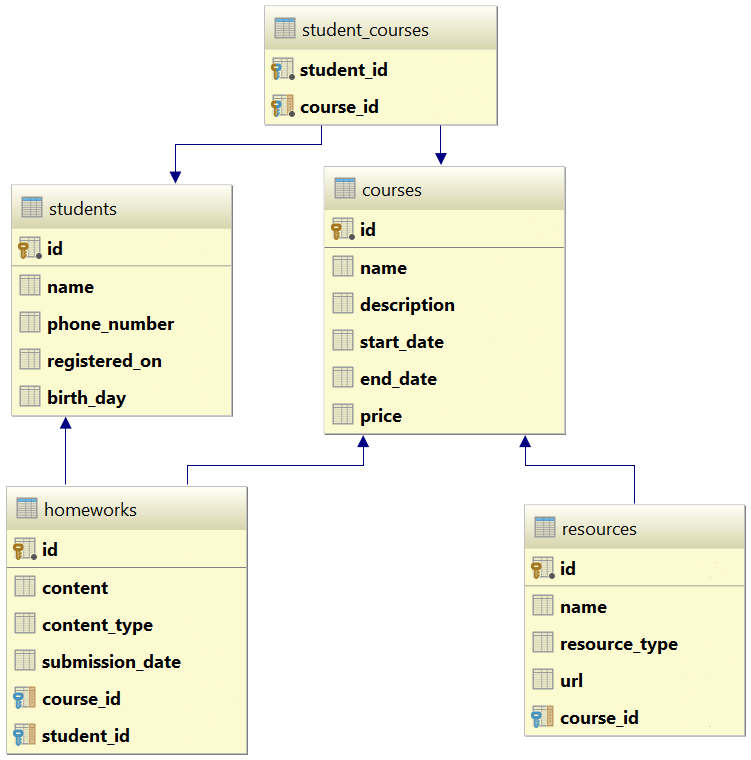 student_courses
student_id
course_id
students
id
name
phone_number
registered_on
birth_day
courses
id
name
description
start_date
end_date
price
homeworks
id
content
content_type
submission_date
course_id
student_id
resources
id
name
resource_type
url
course_id